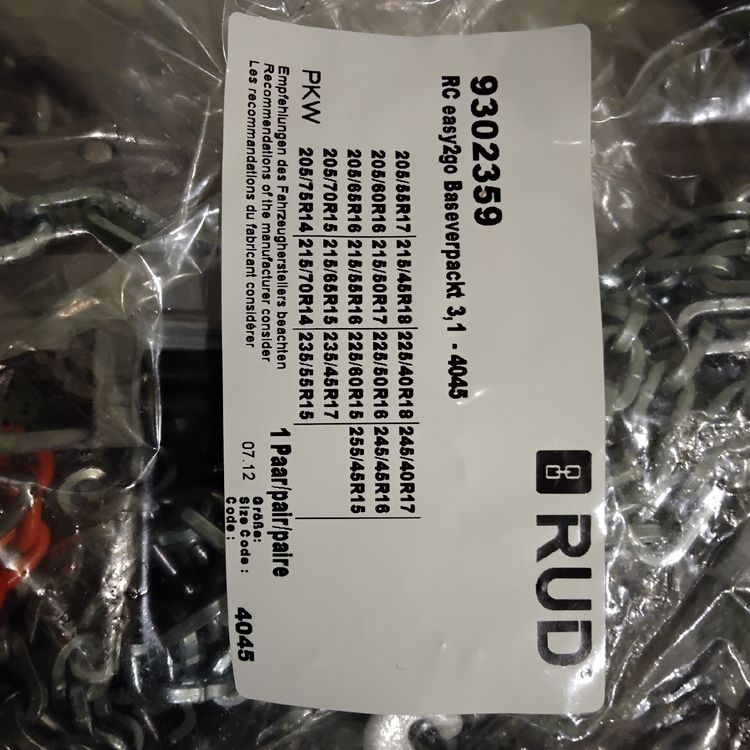 RUD
9302359
RC easy2go Baseverpackt 3,1 - 4045
205/55R17 215/45R18 225/40R18 245/40R17
205/60R16 215/50R17 225/50R16 245/45R16
205/65R16 215/55R16 225/60R15 255/45R15
205/70R15 215/65R15 235/45R17
PKW 205/75R14 215/70R14 235/55R15
Empfehlungen des Fahrzeugherstellers beachten
Recommendations of the manufacturer consider
Les recommandations du fabricant considérer
1 Paar/pair/paire
07.12
Größe:
Size Code :
Code : 4045